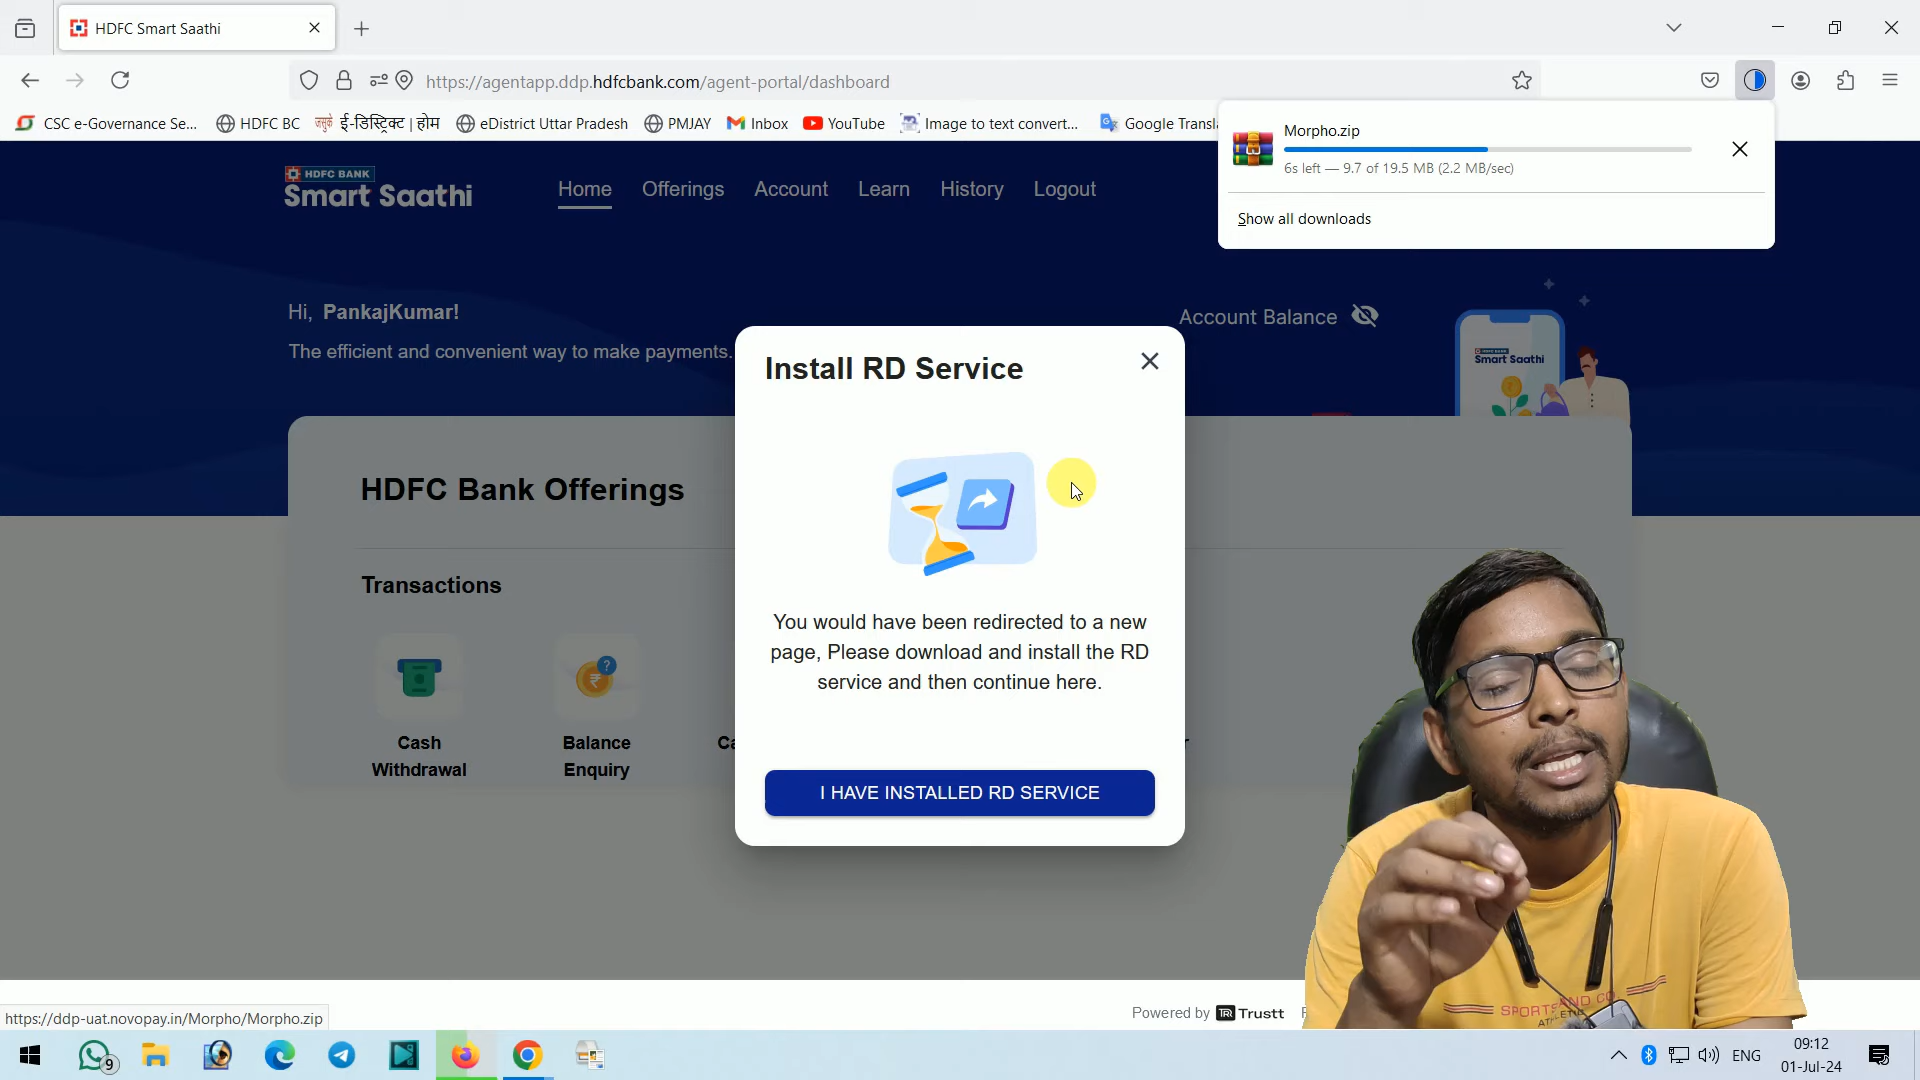 HDFC Smart Saathi
https://agentapp.ddp.hdfcbank.com/agent-portal/dashboard
CSC e-Governance Se...
HDFC BC
ई-डिस्ट्रिक्ट | होम
eDistrict Uttar Pradesh
PMJAY
Inbox
YouTube
Image to text convert...
Google Transl
Morpho.zip
6s left — 9.7 of 19.5 MB (2.2 MB/sec)
Show all downloads
HDFC BANK
Smart Saathi
Home
Offerings
Account
Learn
History
Logout
Hi, PankajKumar!
The efficient and convenient way to make payments.
Account Balance
Smart Saathi
Install RD Service
You would have been redirected to a new
page, Please download and install the RD
service and then continue here.
I HAVE INSTALLED RD SERVICE
HDFC Bank Offerings
Transactions
Cash
Withdrawal
Balance
Enquiry
Ca
Powered by Trustt
SPORTS AND CO
ATHLETIC
https://ddp-uat.novopay.in/Morpho/Morpho.zip
9
ENG
09:12
01-Jul-24